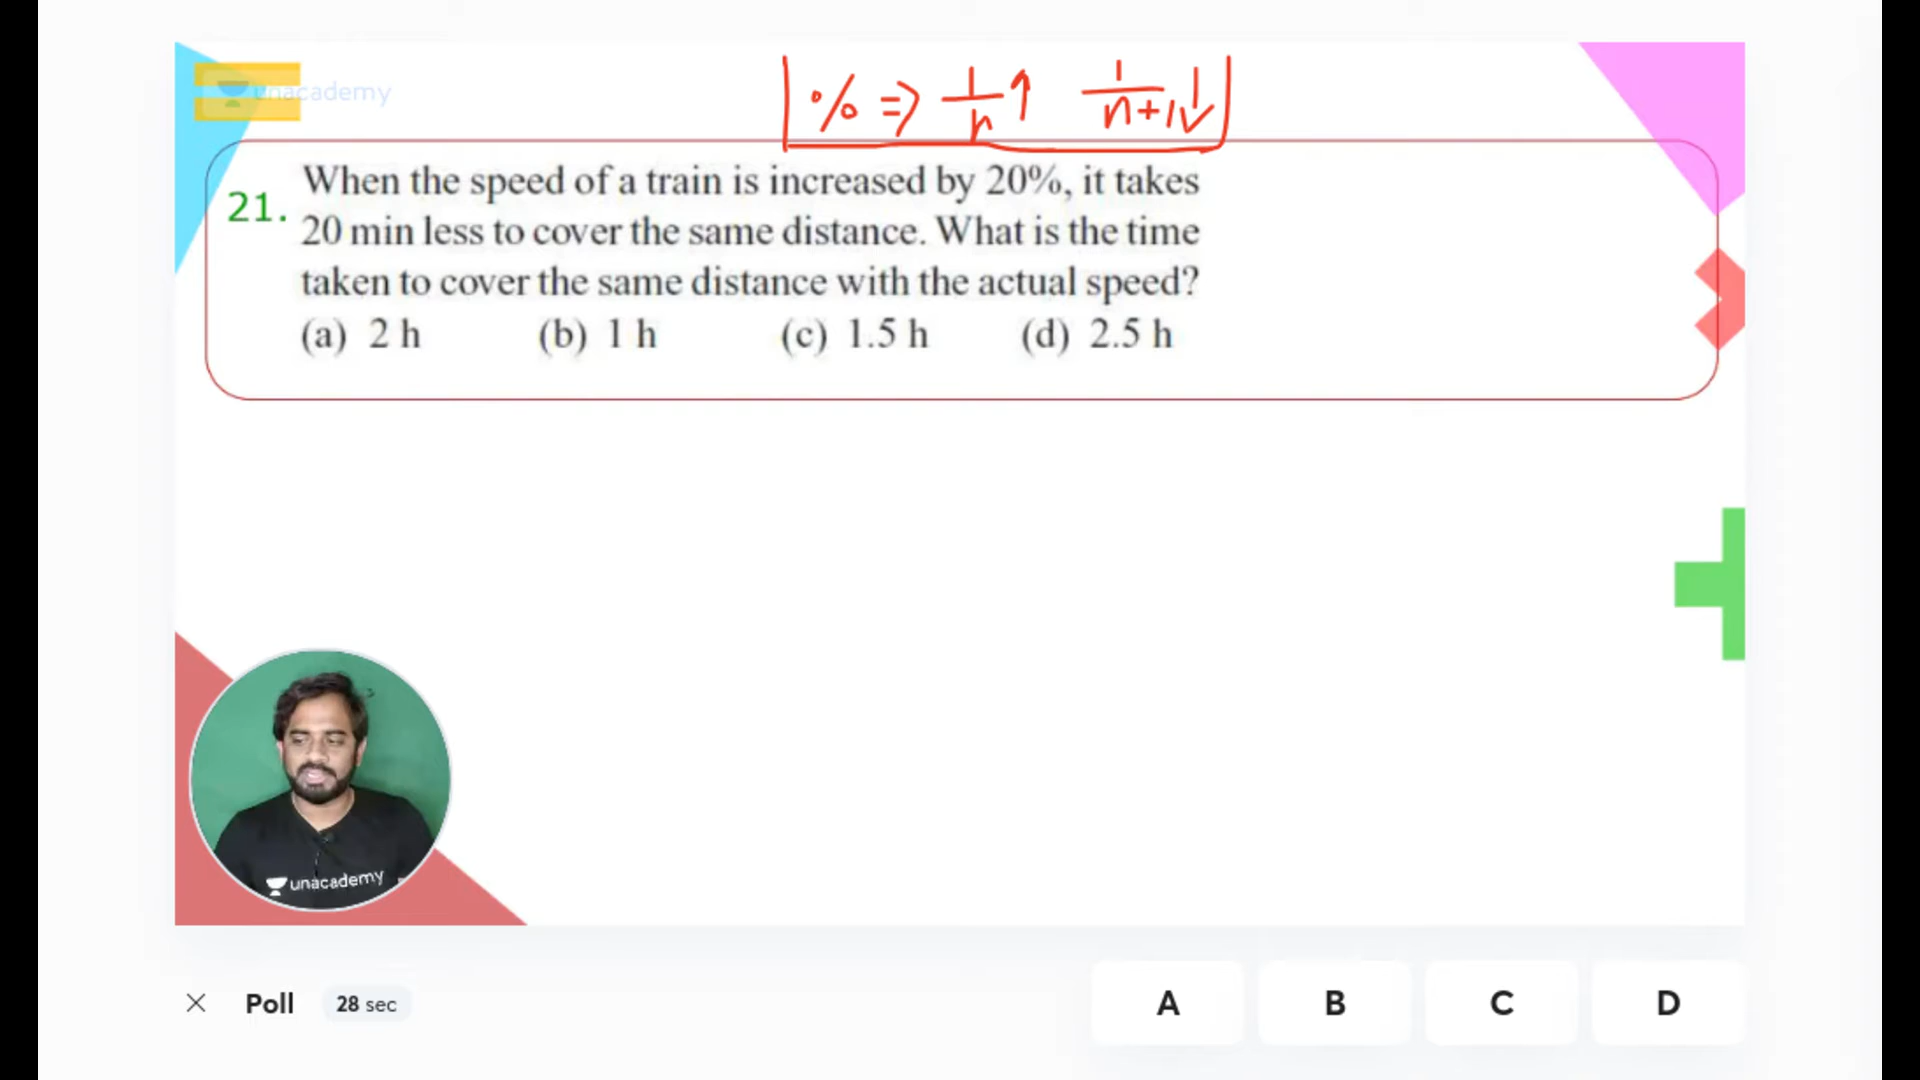 unacademy
% ⇒ 1/n ↑ 1/n+1 ↓
21. When the speed of a train is increased by 20%, it takes
20 min less to cover the same distance. What is the time
taken to cover the same distance with the actual speed?
(a) 2 h (b) 1 h (c) 1.5 h (d) 2.5 h
unacademy
Poll 28 sec A B C D